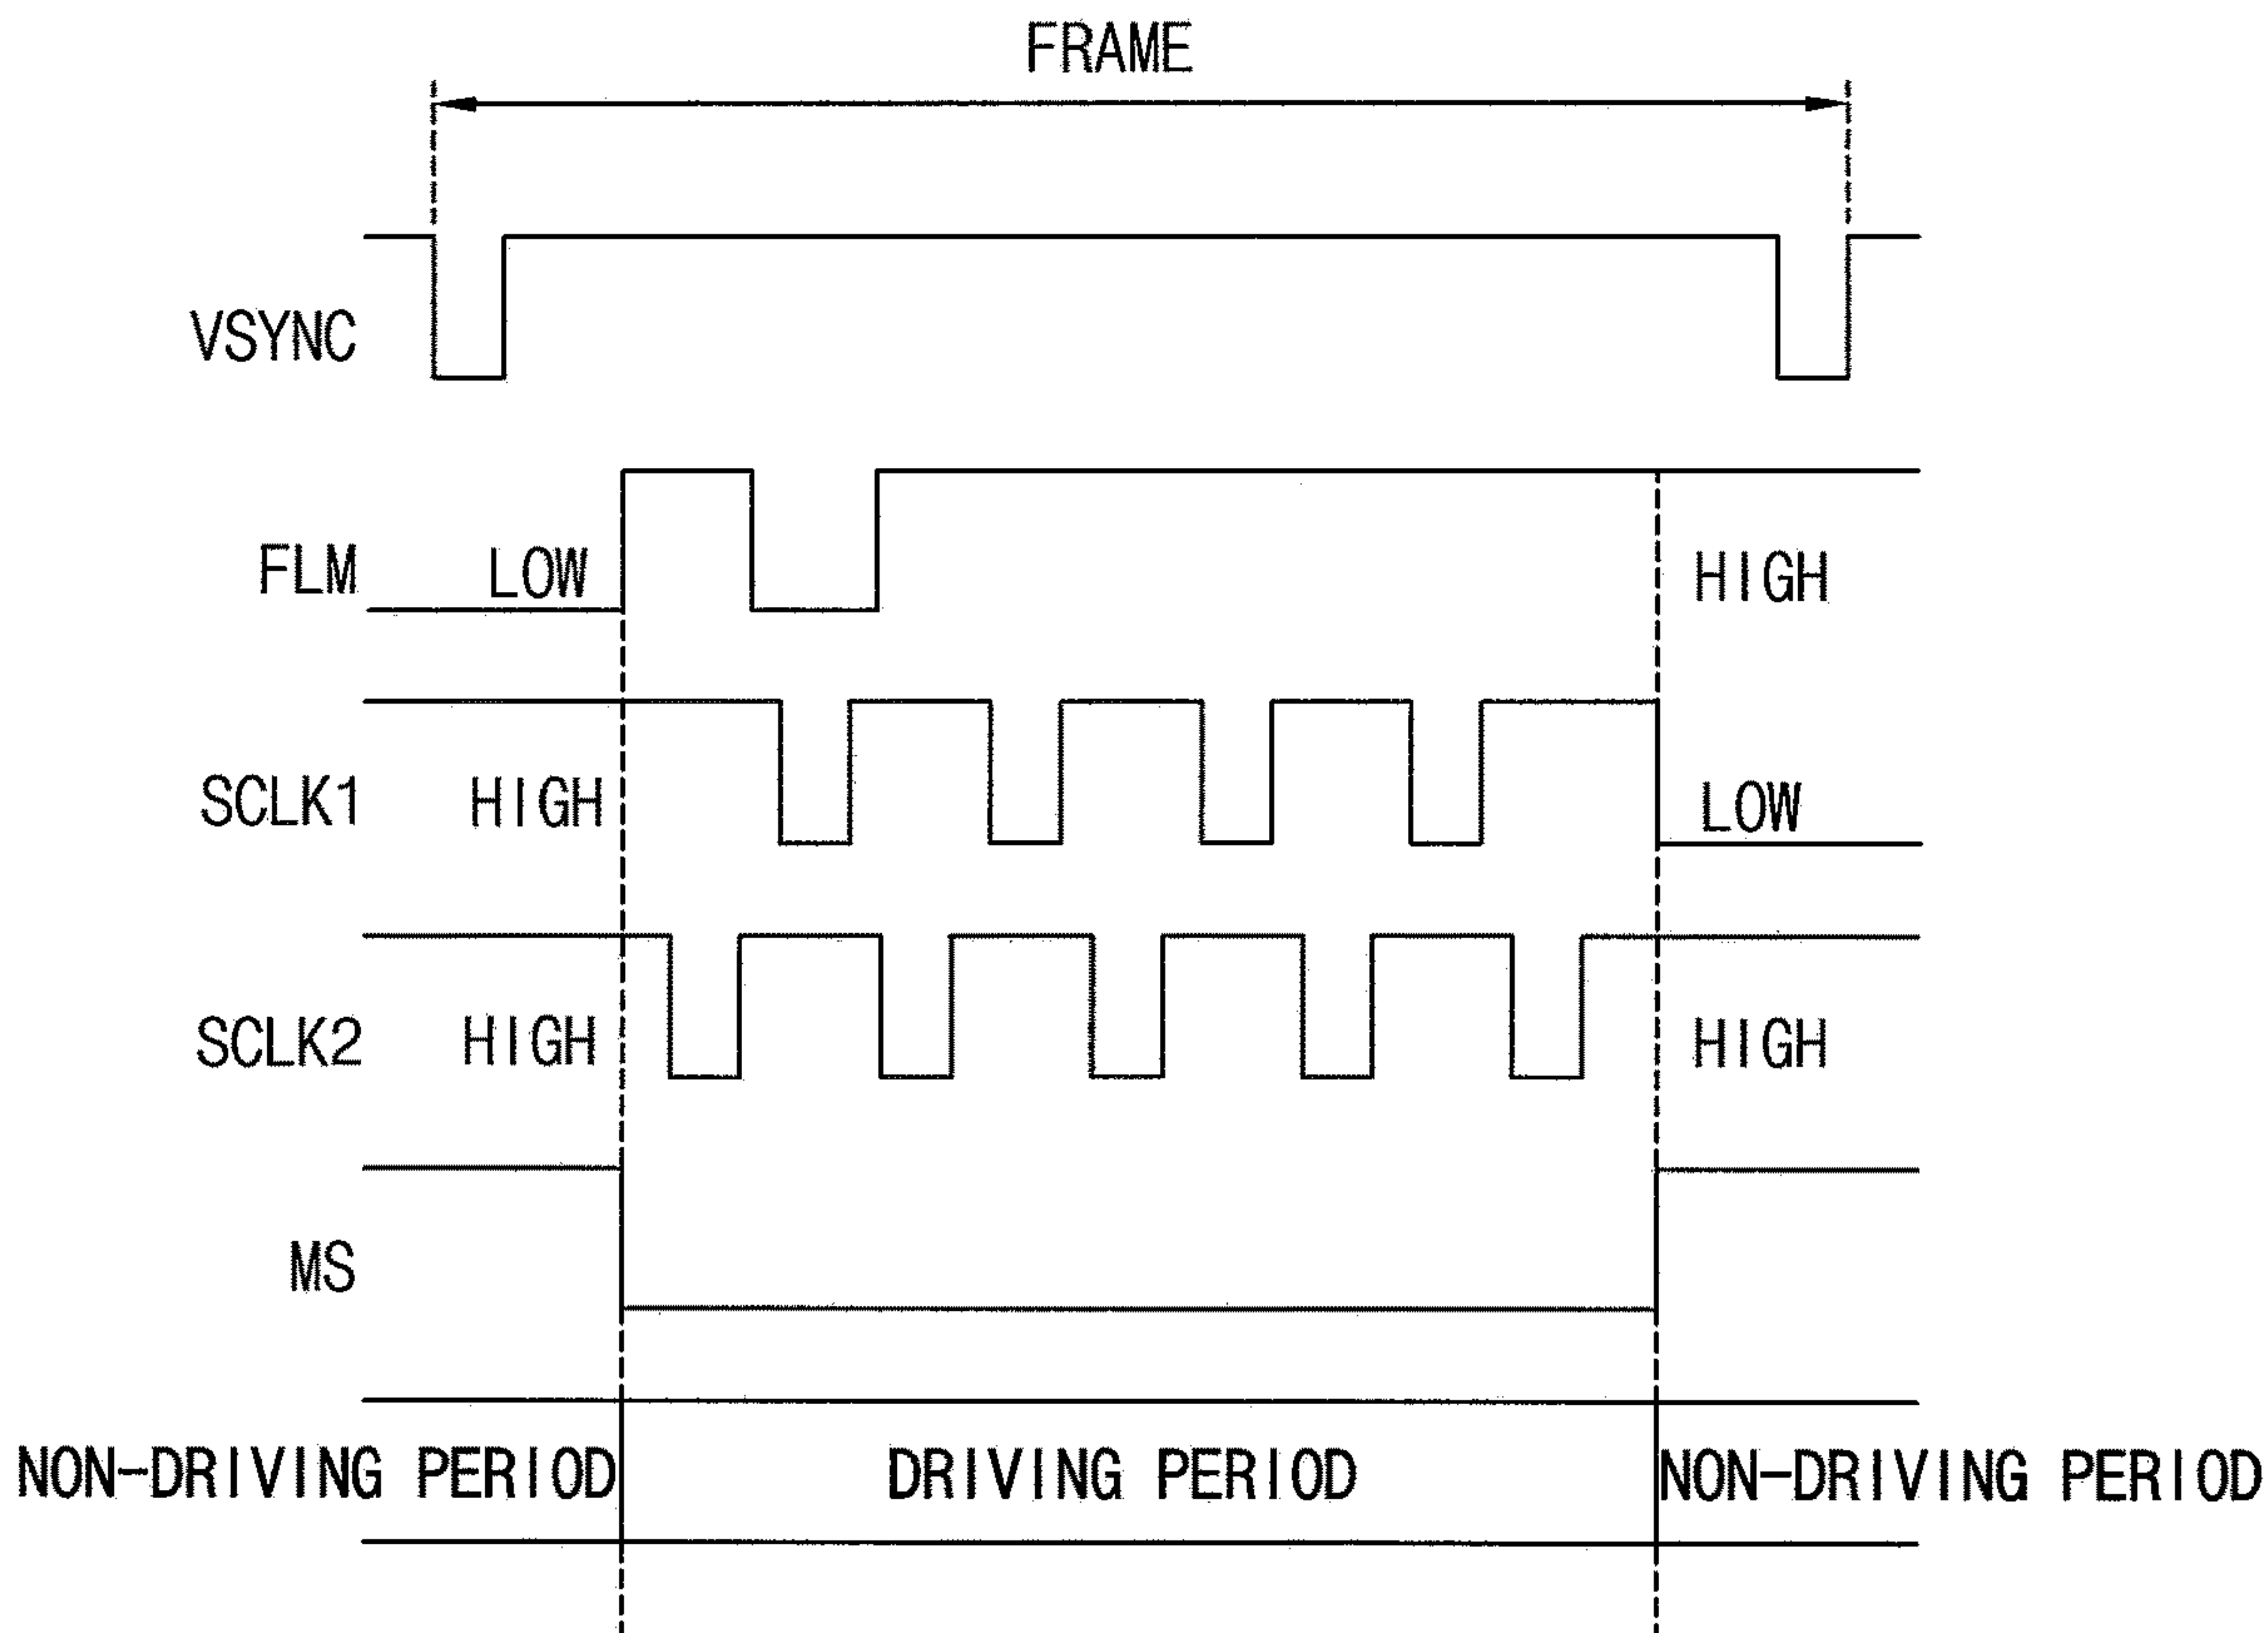 FRAME
VSYNC
FLM LOW HIGH
SCLK1 HIGH LOW
SCLK2 HIGH HIGH
MS
NON-DRIVING PERIOD DRIVING PERIOD NON-DRIVING PERIOD